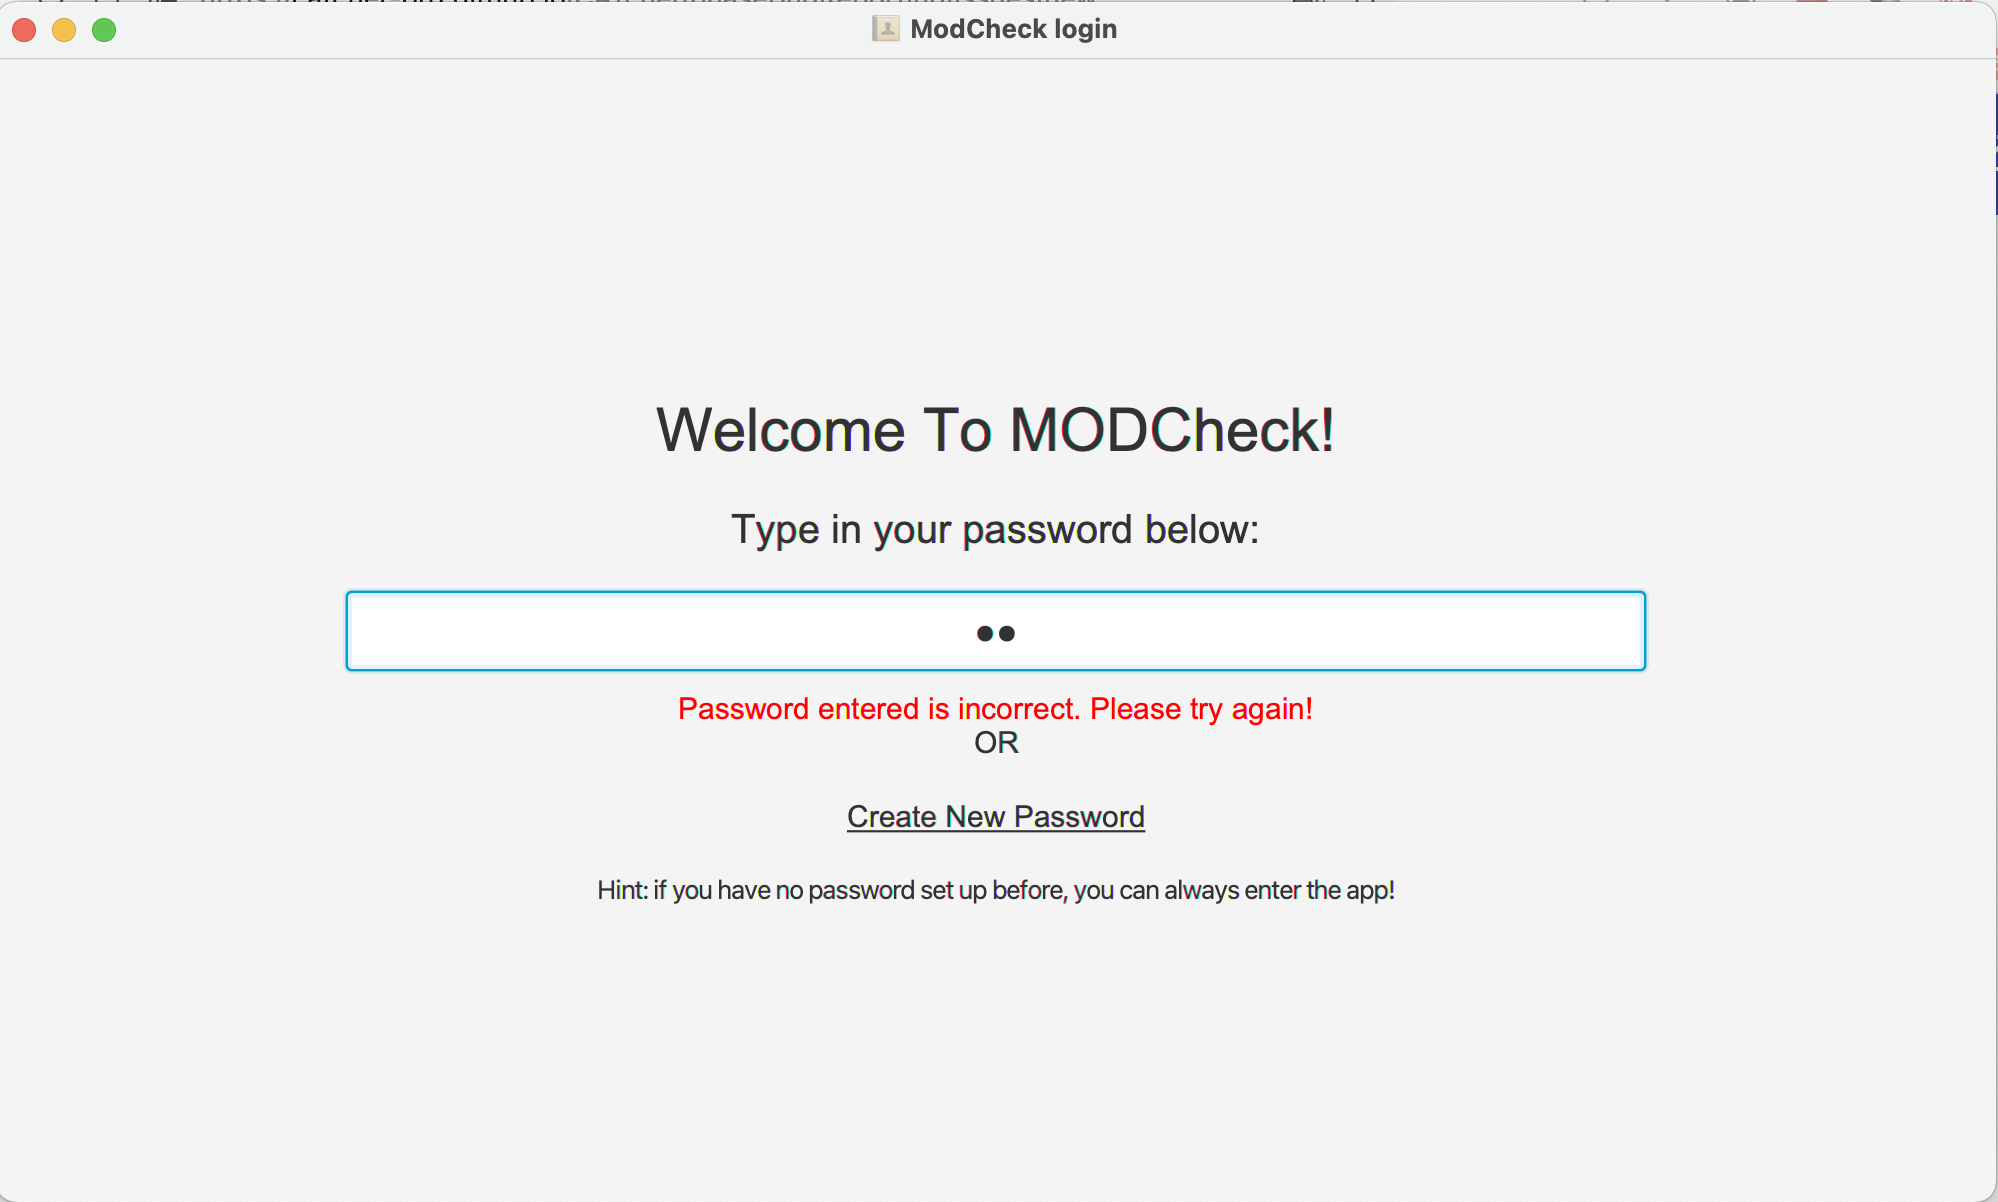 ModCheck login
Welcome To MODCheck!
Type in your password below:
Password entered is incorrect. Please try again!
OR
Create New Password
Hint: if you have no password set up before, you can always enter the app!